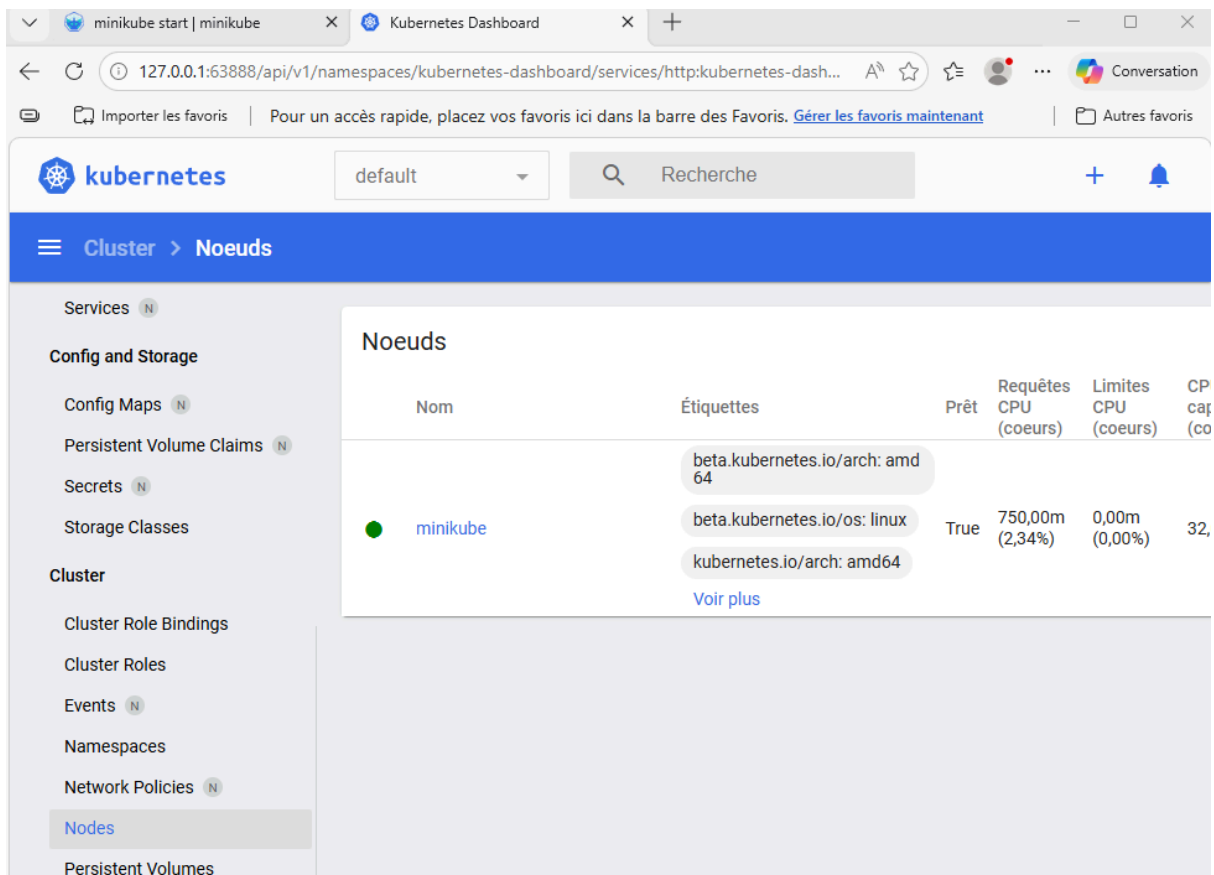 minikube start | minikube
Kubernetes Dashboard
127.0.0.1:63888/api/v1/namespaces/kubernetes-dashboard/services/http:kubernetes-dash...
Conversation
Importer les favoris
Pour un accès rapide, placez vos favoris ici dans la barre des Favoris. Gérer les favoris maintenant
Autres favoris
kubernetes
default
Recherche
Cluster > Noeuds
Services N
Config and Storage
Config Maps N
Persistent Volume Claims N
Secrets N
Storage Classes
Cluster
Cluster Role Bindings
Cluster Roles
Events N
Namespaces
Network Policies N
Nodes
Persistent Volumes
Noeuds
Nom
Étiquettes
Prêt
Requêtes
CPU
(coeurs)
Limites
CPU
(coeurs)
CP
cap
(co
minikube
beta.kubernetes.io/arch: amd
64
beta.kubernetes.io/os: linux
kubernetes.io/arch: amd64
Voir plus
True
750,00m
(2,34%)
0,00m
(0,00%)
32,